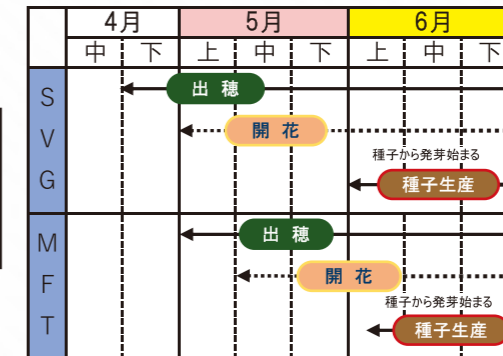 4月 5月 6月
中 下 上 中 下 上 中 下
SVG
出穂
開花
種子から発芽始まる
種子生産
MFT
出穂
開花
種子から発芽始まる
種子生産